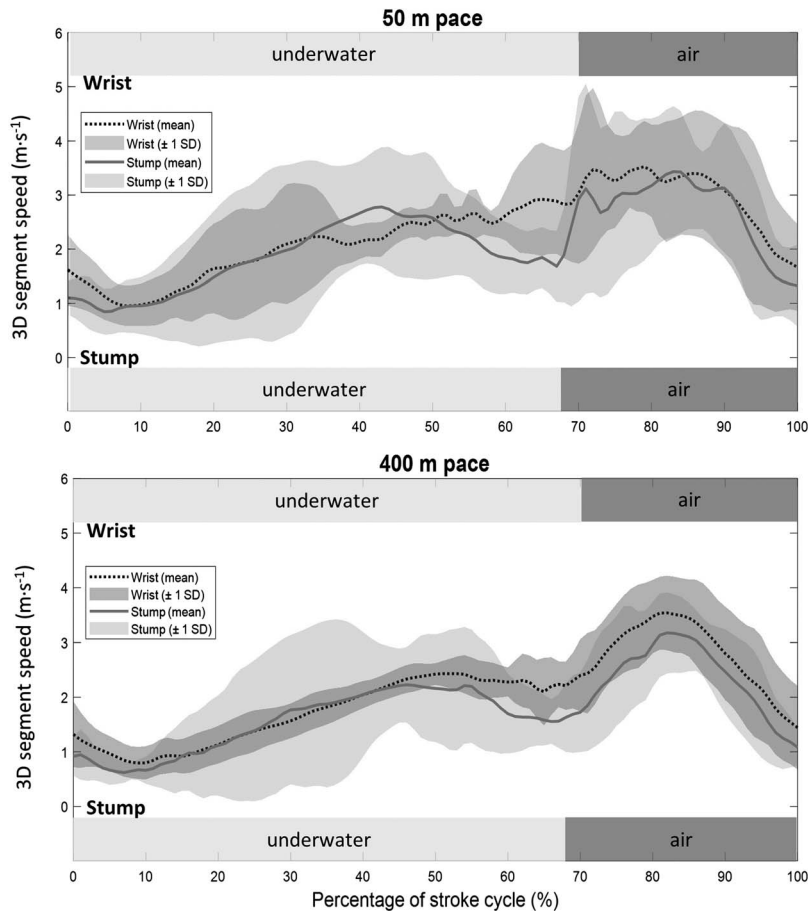 50 m pace
6
underwater air
Wrist
5
Wrist (mean)
Wrist (± 1 SD)
Stump (mean)
Stump (± 1 SD)
4
3
2
1
0
3D segment speed (m·s⁻¹)
Stump
underwater air
0 10 20 30 40 50 60 70 80 90 100
400 m pace
6
underwater air
Wrist
5
Wrist (mean)
Wrist (± 1 SD)
Stump (mean)
Stump (± 1 SD)
4
3
2
1
0
3D segment speed (m·s⁻¹)
Stump
underwater air
0 10 20 30 40 50 60 70 80 90 100
Percentage of stroke cycle (%)